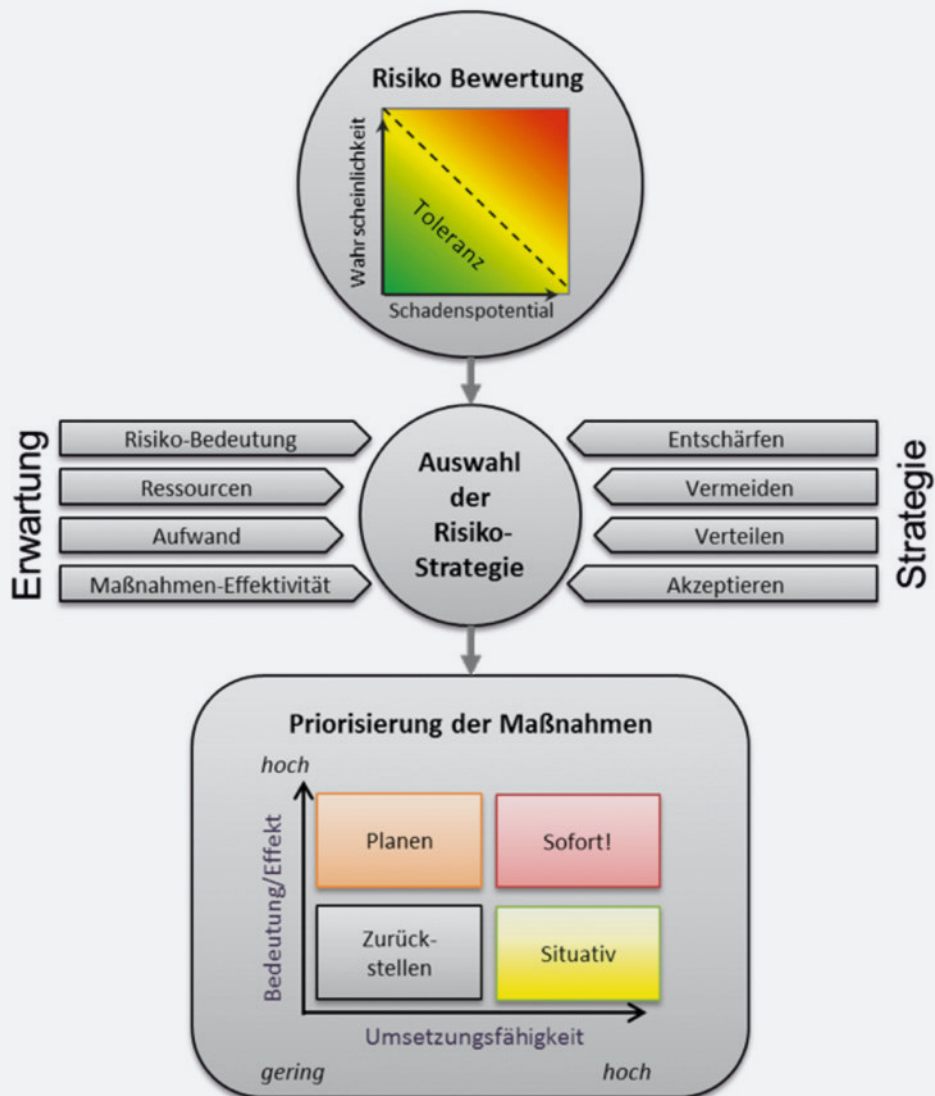 Risiko Bewertung
Wahrscheinlichkeit
Toleranz
Schadenspotential
Erwartung
Risiko-Bedeutung
Ressourcen
Aufwand
Maßnahmen-Effektivität
Auswahl
der
Risiko-
Strategie
Entschärfen
Vermeiden
Verteilen
Akzeptieren
Strategie
Priorisierung der Maßnahmen
hoch
Bedeutung/Effekt
Planen
Sofort!
Zurück-
stellen
Situativ
Umsetzungsfähigkeit
gering
hoch